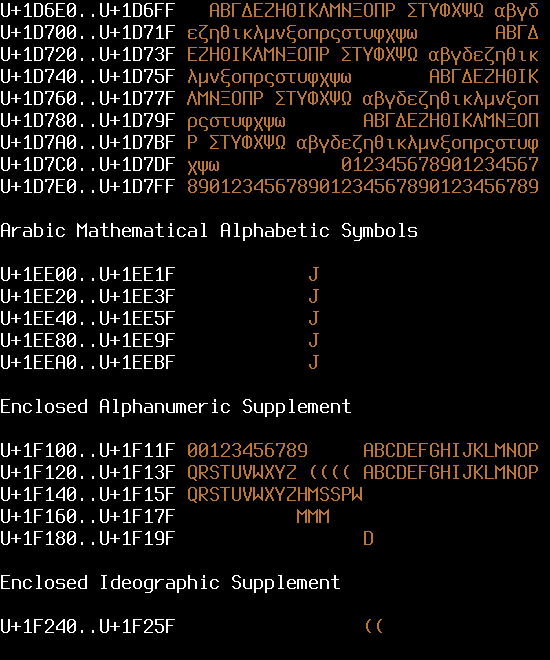 U+1D6E0..U+1D6FF   ΑΒΓΔΕΖΗΘΙΚΛΜΝΞΟΠΡ ΣΤΥΦΧΨΩ αβγδ
U+1D700..U+1D71F εζηθικλμνξοπρςστυφχψω       ΑΒΓΔ
U+1D720..U+1D73F ΕΖΗΘΙΚΛΜΝΞΟΠΡ ΣΤΥΦΧΨΩ αβγδεζηθικ
U+1D740..U+1D75F λμνξοπρςστυφχψω       ΑΒΓΔΕΖΗΘΙΚ
U+1D760..U+1D77F ΛΜΝΞΟΠΡ ΣΤΥΦΧΨΩ αβγδεζηθικλμνξοπ
U+1D780..U+1D79F ρςστυφχψω       ΑΒΓΔΕΖΗΘΙΚΛΜΝΞΟΠ
U+1D7A0..U+1D7BF Ρ ΣΤΥΦΧΨΩ αβγδεζηθικλμνξοπρςστυφ
U+1D7C0..U+1D7DF χψω           012345678901234567
U+1D7E0..U+1D7FF 89012345678901234567890123456789
Arabic Mathematical Alphabetic Symbols
U+1EE00..U+1EE1F            J
U+1EE20..U+1EE3F            J
U+1EE40..U+1EE5F            J
U+1EE80..U+1EE9F            J
U+1EEA0..U+1EEBF            J
Enclosed Alphanumeric Supplement
U+1F100..U+1F11F 00123456789     ABCDEFGHIJKLMNOP
U+1F120..U+1F13F QRSTUVWXYZ (((( ABCDEFGHIJKLMNOP
U+1F140..U+1F15F QRSTUVWXYZHMSSPW
U+1F160..U+1F17F           MMM
U+1F180..U+1F19F                 D
Enclosed Ideographic Supplement
U+1F240..U+1F25F                 ((